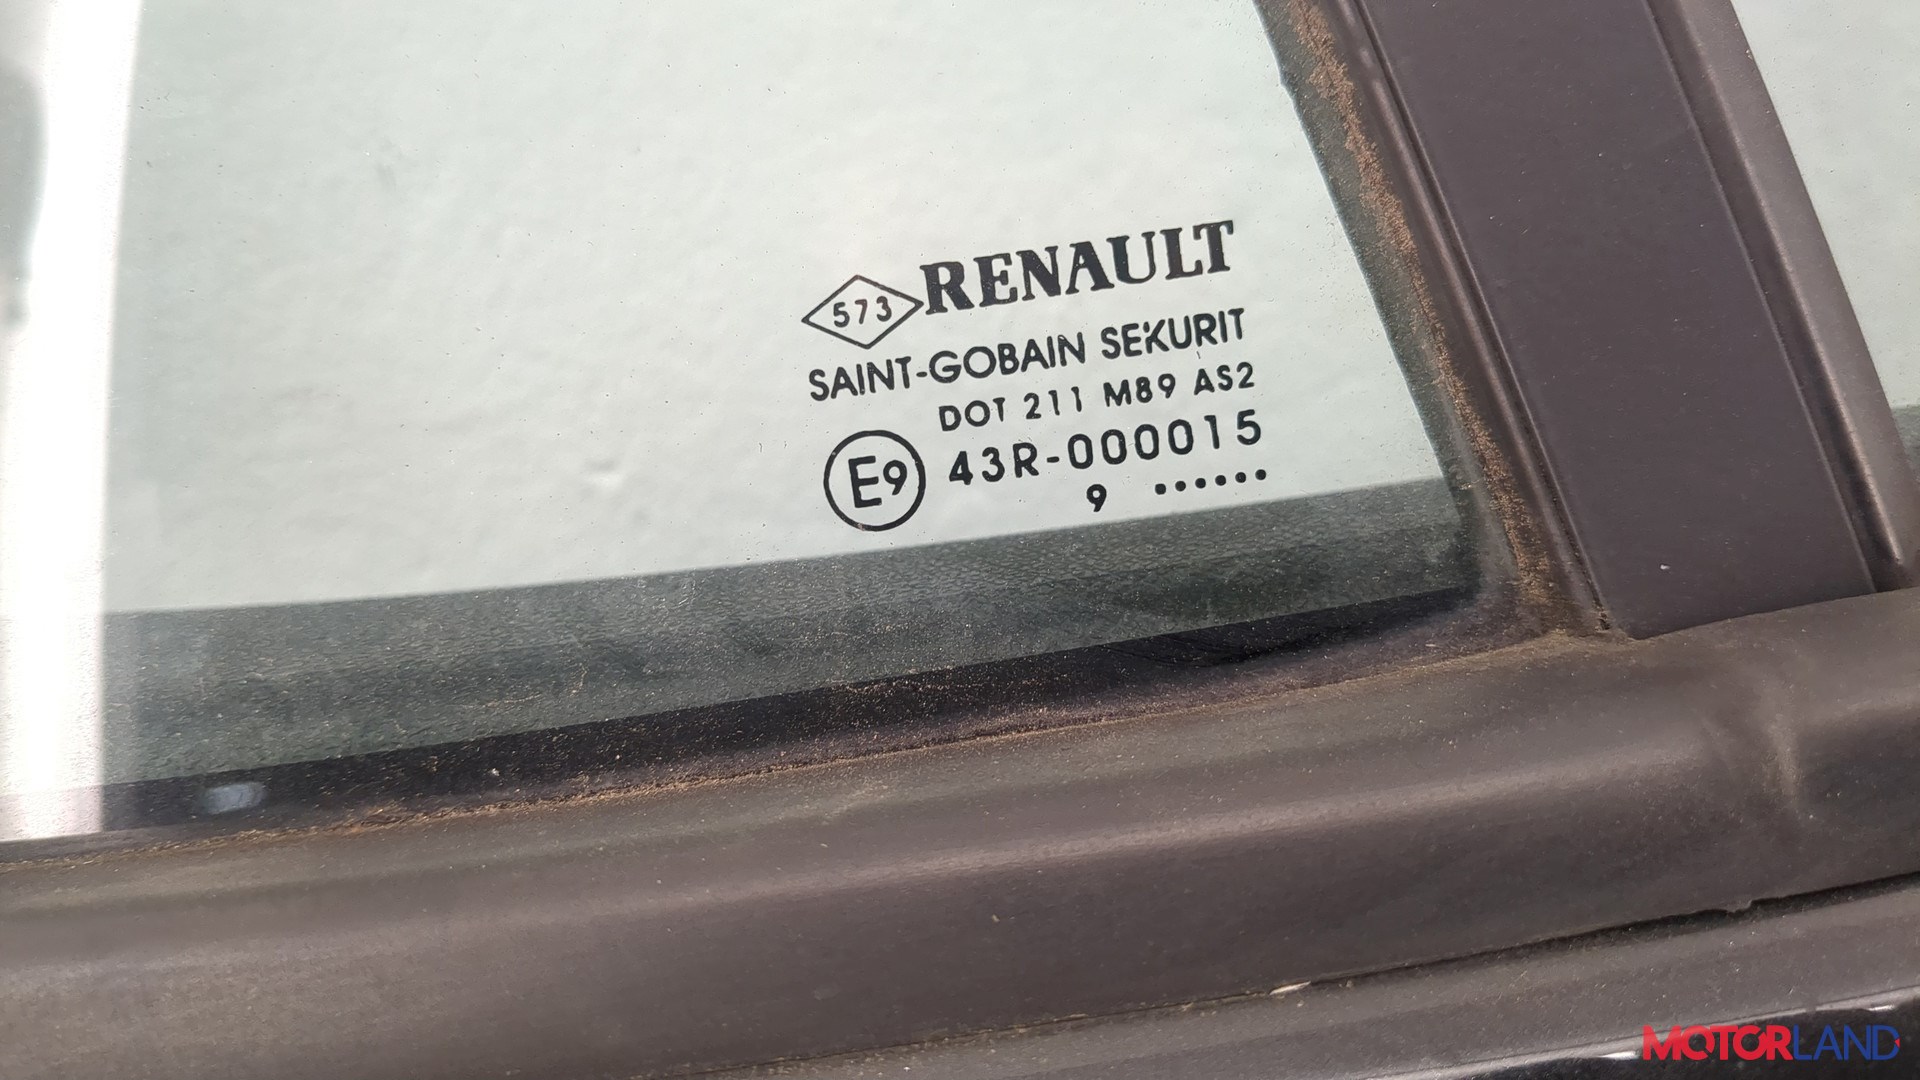 573 RENAULT
SAINT-GOBAIN SEKURIT
DOT 211 M89 AS2
E9 43R-000015
9 ......
MOTORLAND